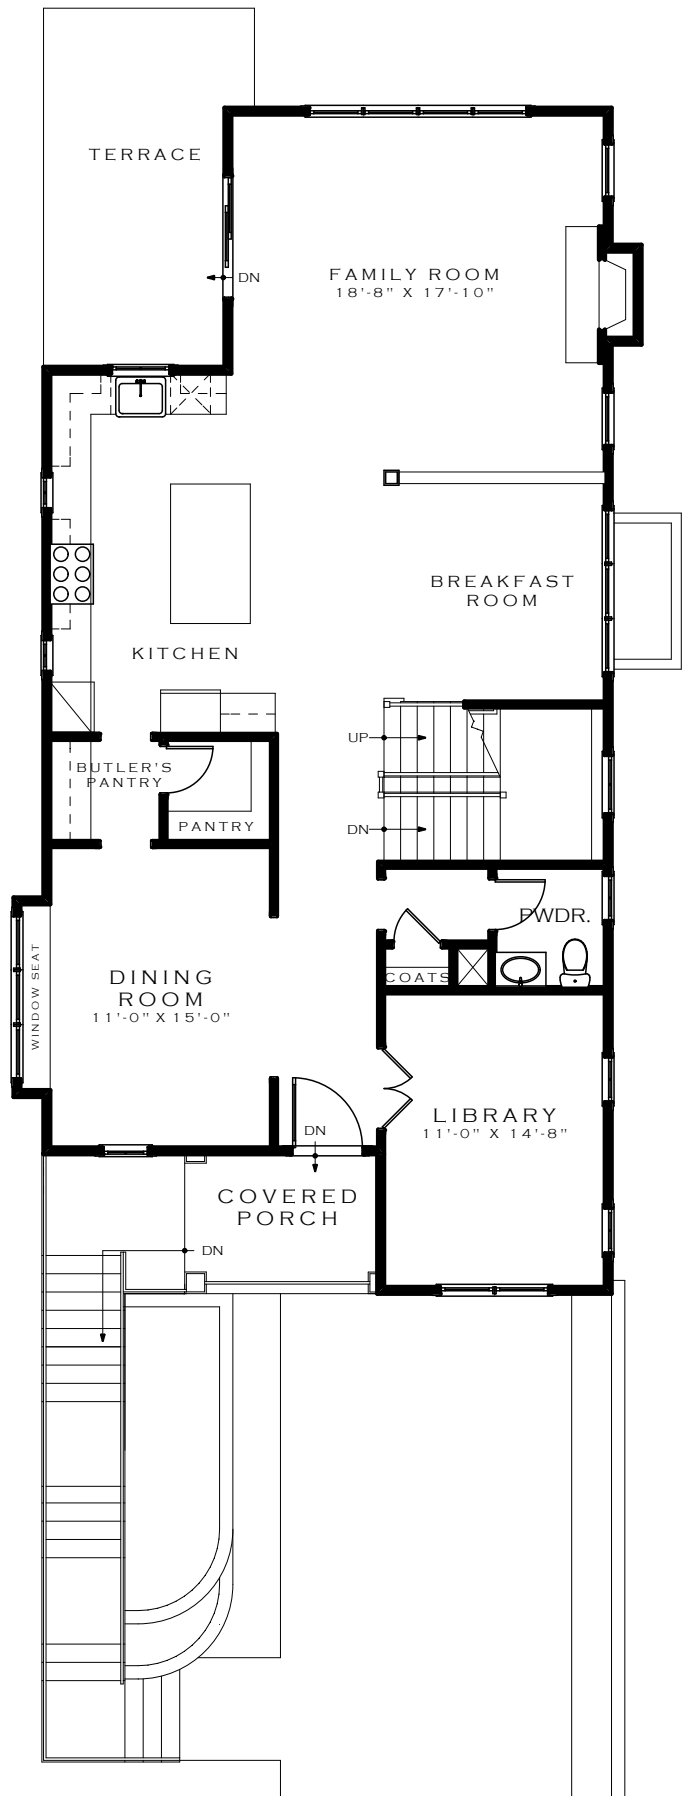 TERRACE
DN
FAMILY ROOM
18'-8" X 17'-10"
BREAKFAST
ROOM
KITCHEN
UP
BUTLER'S
PANTRY
PANTRY
DN
PWDR.
COATS
WINDOW SEAT
DINING
ROOM
11'-0" X 15'-0"
LIBRARY
11'-0" X 14'-8"
DN
COVERED
PORCH
DN